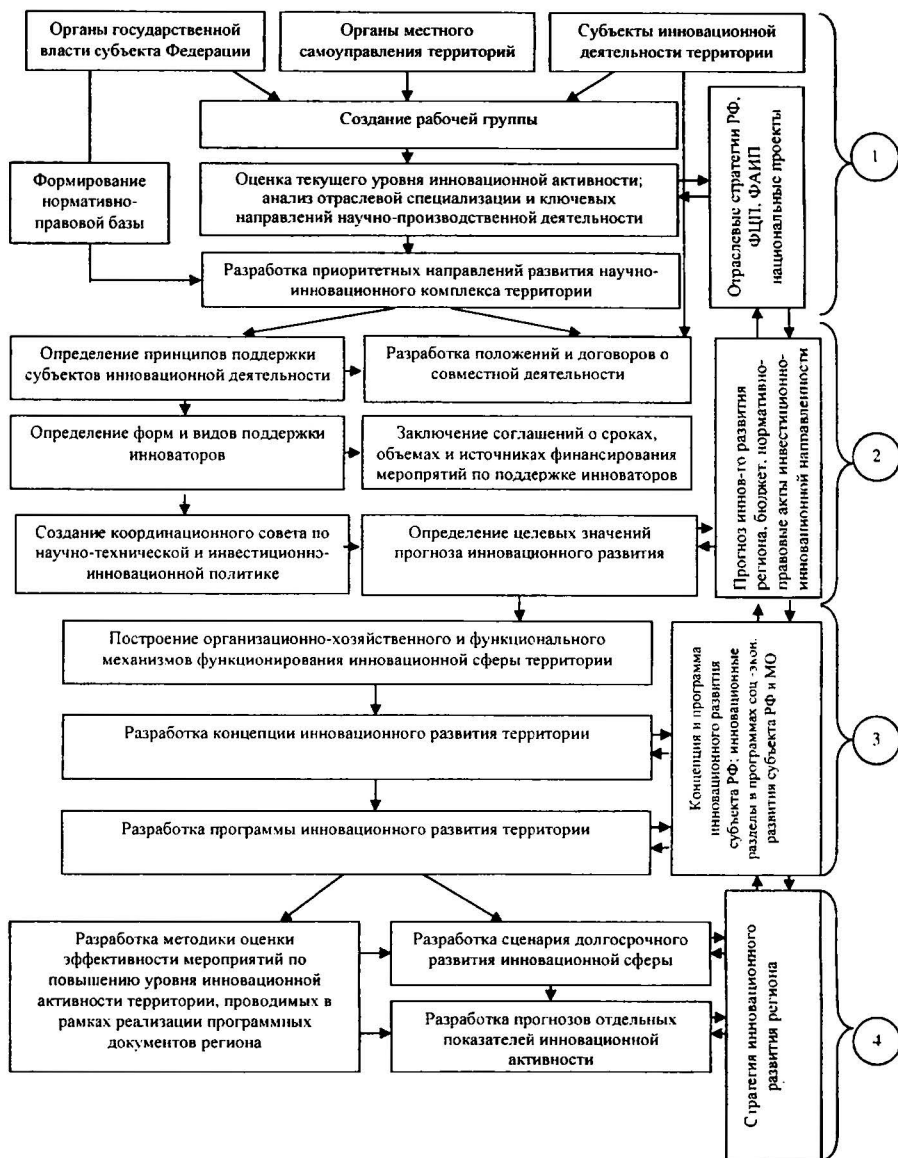 Органы государственной
власти субъекта Федерации
Органы местного
самоуправления территорий
Субъекты инновационной
деятельности территории
Создание рабочей группы
Формирование
нормативно-
правовой базы
Оценка текущего уровня инновационной активности;
анализ отраслевой специализации и ключевых
направлений научно-производственной деятельности
Отраслевые стратегии РФ,
ФЦП, ФАИП,
национальные проекты
1
Разработка приоритетных направлений развития научно-
инновационного комплекса территории
Определение принципов поддержки
субъектов инновационной деятельности
Разработка положений и договоров о
совместной деятельности
Определение форм и видов поддержки
инноваторов
Заключение соглашений о сроках,
объемах и источниках финансирования
меропрятий по поддержке инноваторов
Прогноз иннов-го развития
региона, бюджет, нормативно-
правовые акты инвестиционно-
инновационной направленности
2
Создание координационного совета по
научно-технической и инвестиционно-
инновационной политике
Определение целевых значений
прогноза инновационного развития
Построение организационно-хозяйственного и функционального
механизмов функционирования инновационной сферы территории
Разработка концепции инновационного развития территории
Разработка программы инновационного развития территории
Концепция и программа
инновационного развития
субъекта РФ; инновационные
разделы в программах соц.-экон.
развития субъекта РФ и МО
3
Разработка методики оценки
эффективности мероприятий по
повышению уровня инновационной
активности территории, проводимых в
рамках реализации программных
документов региона
Разработка сценария долгосрочного
развития инновационной сферы
Разработка прогнозов отдельных
показателей инновационной
активности
Стратегия инновационного
развития региона
4